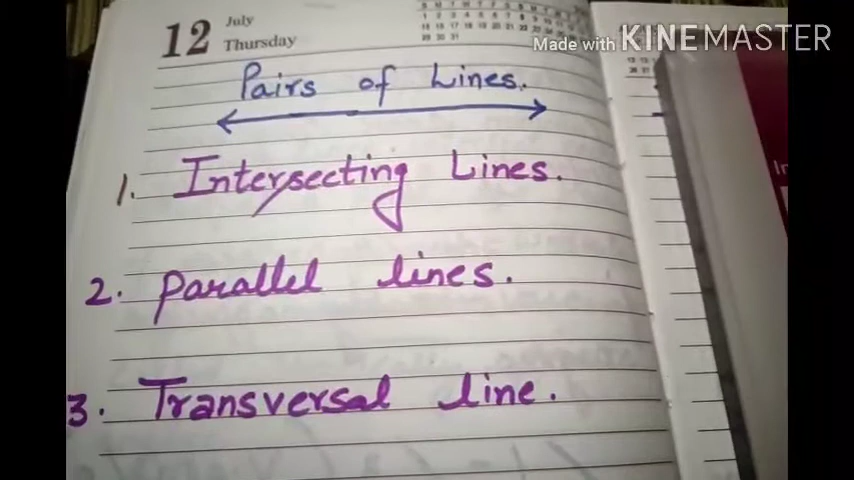 12 July
Thursday
Made with KINEMASTER
Pairs of Lines.
1. Intersecting Lines.
2. parallel lines.
3. Transversal line.